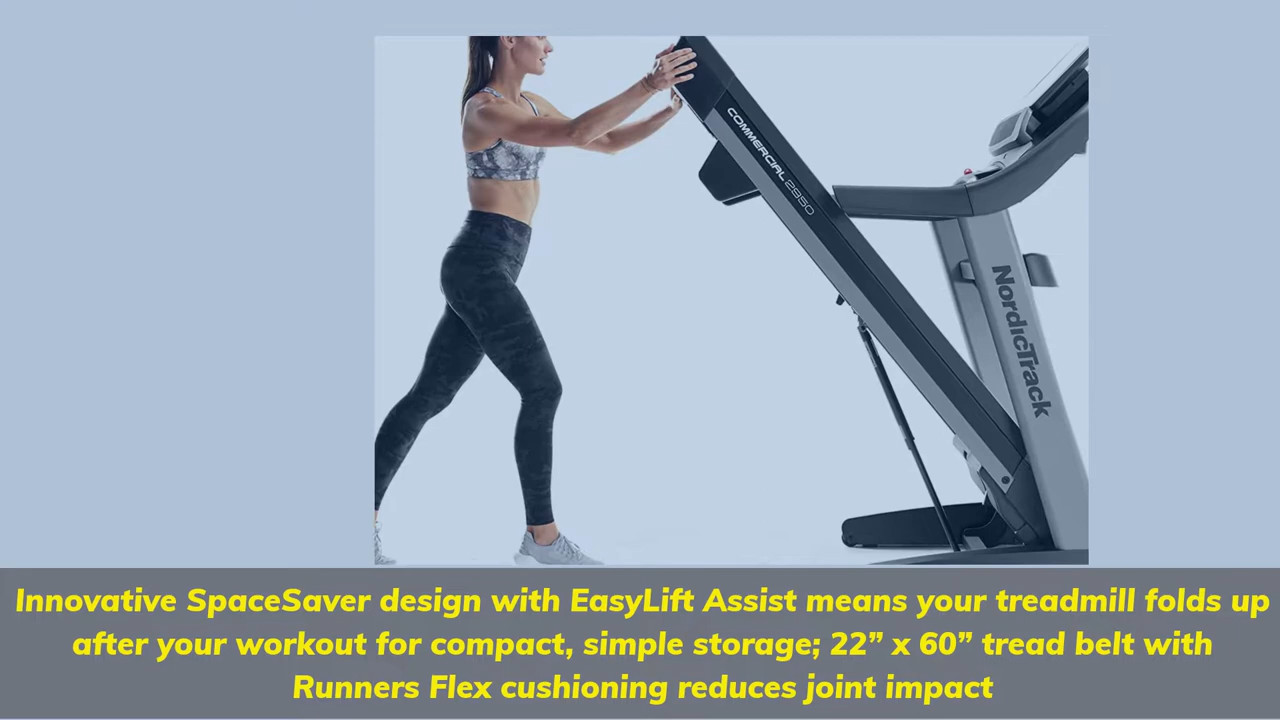 COMMERCIAL 2950
NordicTrack
Innovative SpaceSaver design with EasyLift Assist means your treadmill folds up
after your workout for compact, simple storage; 22” x 60” tread belt with
Runners Flex cushioning reduces joint impact